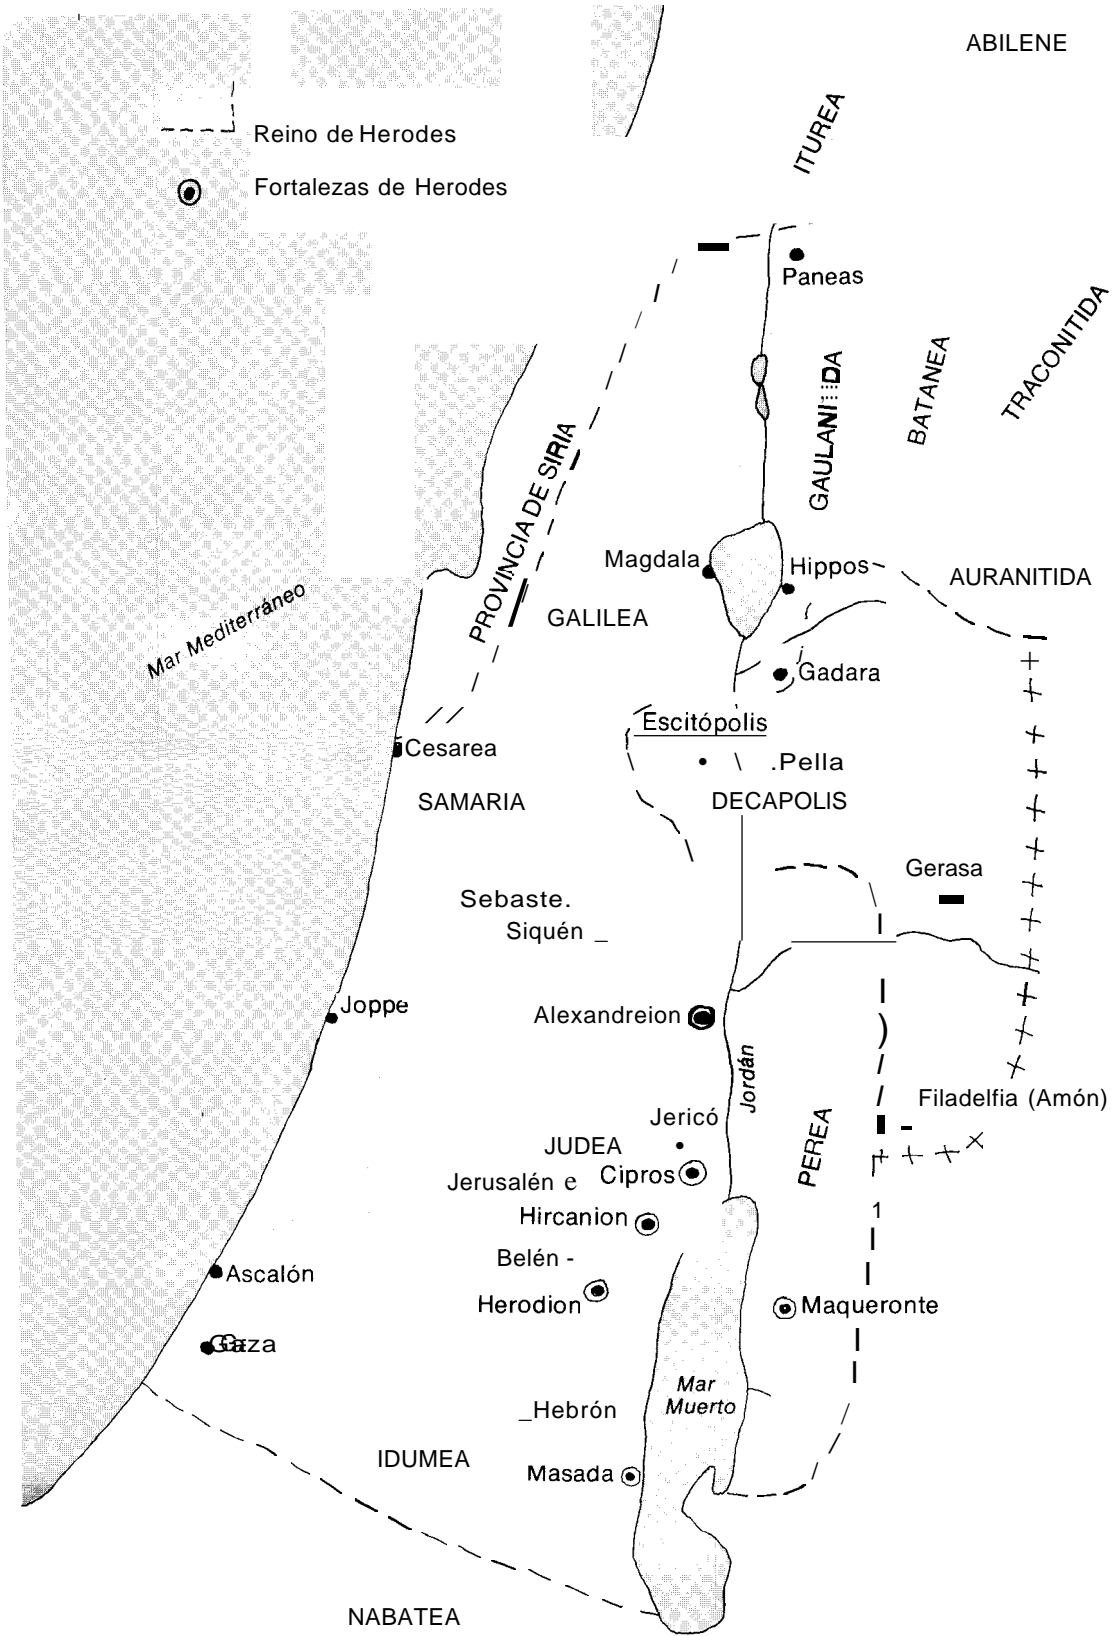 ABILENE
Reino de Herodes
Fortalezas de Herodes
ITUREA
Paneas
TRACONITIDA
BATANEA
PROVINCIA DE SIRIA
Magdala
Hippos
AURANITIDA
GALILEA
Mar Mediterráneo
Gadara
Escitópolis
Cesarea
.Pella
SAMARIA
DECAPOLIS
Gerasa
Sebaste.
Siquén _
Joppe
Alexandreion
Jordán
Filadelfia (Amón)
Jericó
PEREA
JUDEA
Jerusalén e
Cipros
Hircanion
Belén -
Ascalón
Herodion
Maqueronte
Gaza
Mar
Muerto
_Hebrón
IDUMEA
Masada
NABATEA